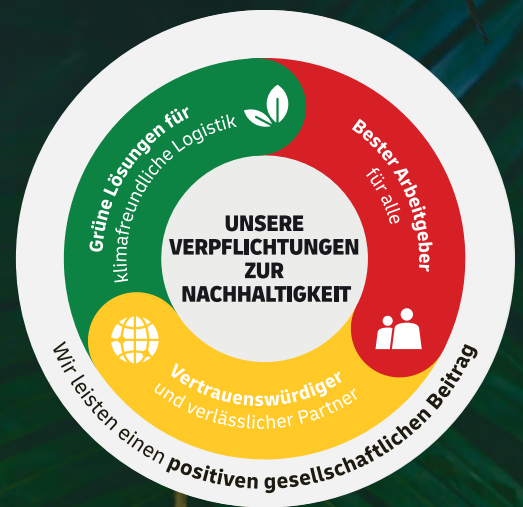 UNSERE
VERPFLICHTUNGEN
ZUR
NACHHALTIGKEIT
Grüne Lösungen für
klimafreundliche Logistik
Bester Arbeitgeber
für alle
Vertrauenswürdiger
und verlässlicher Partner
Wir leisten einen positiven gesellschaftlichen Beitrag